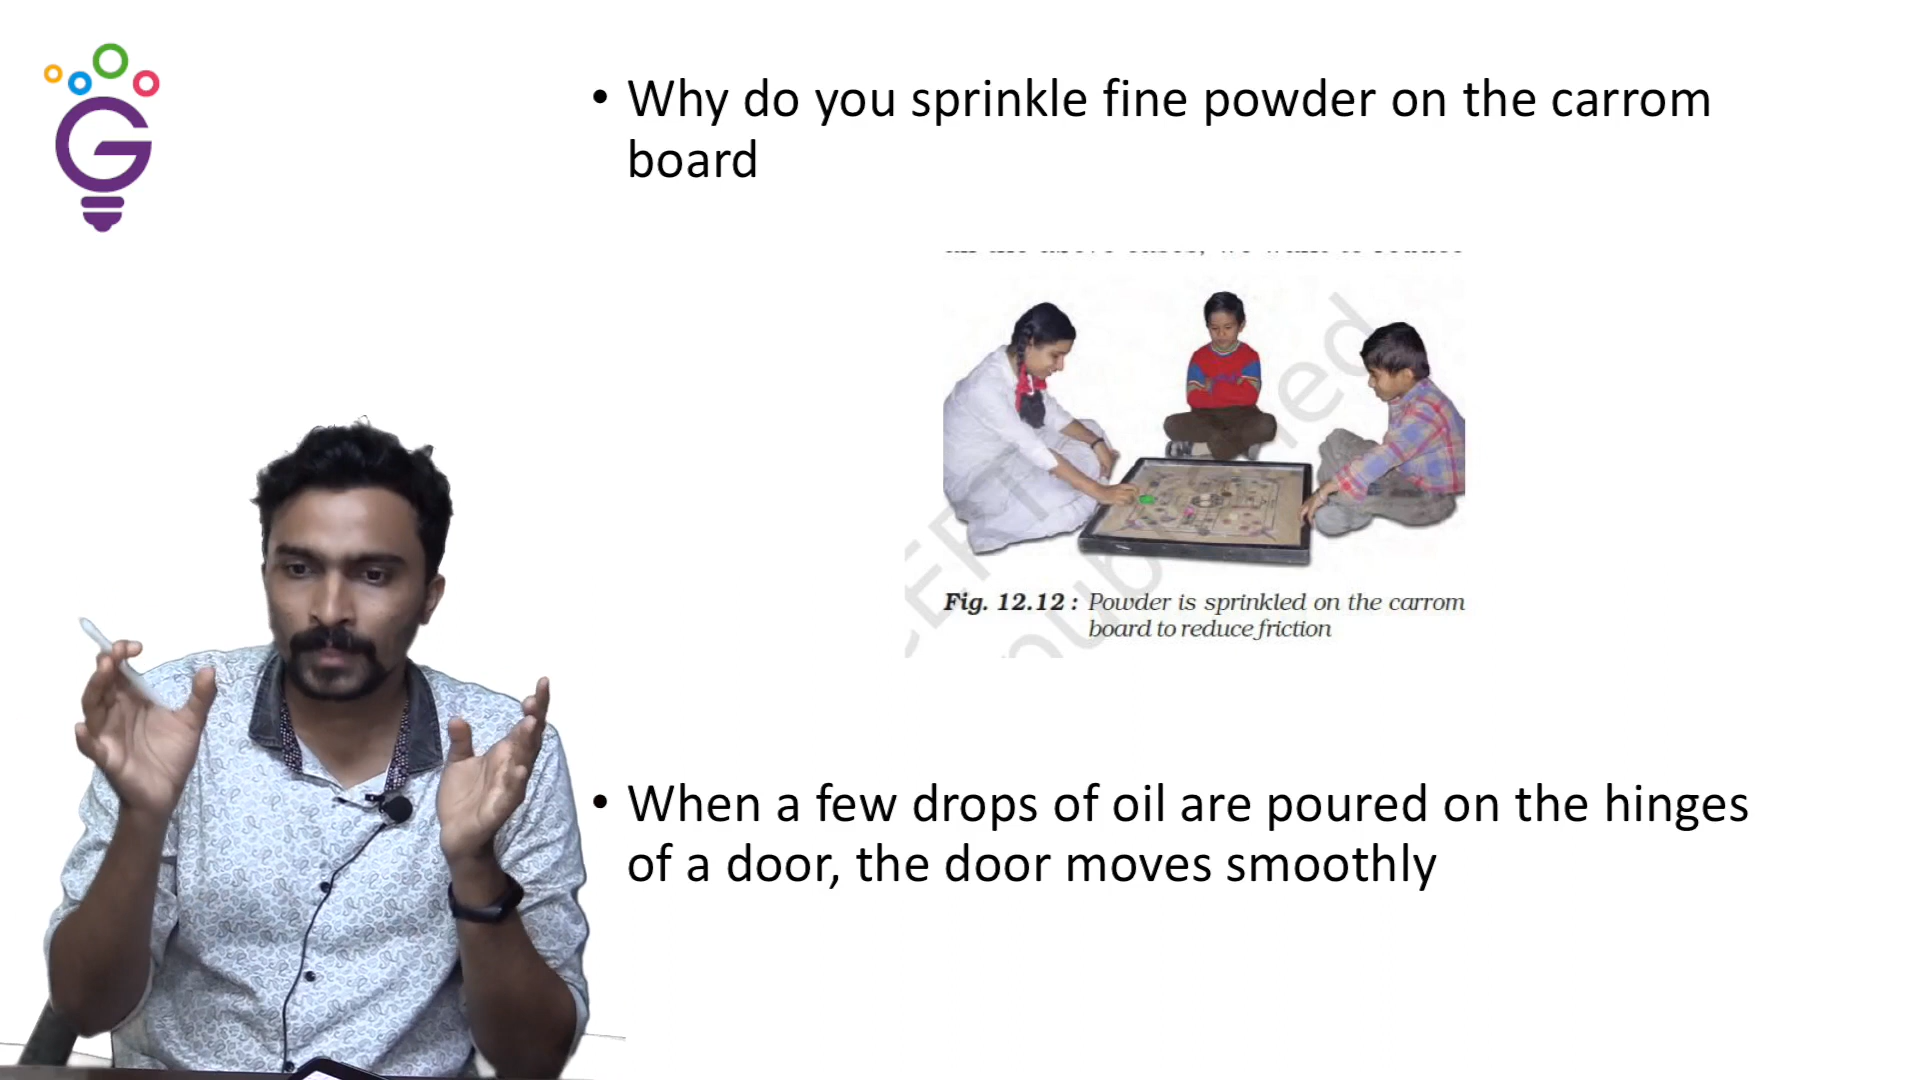 • Why do you sprinkle fine powder on the carrom
board
Fig. 12.12 : Powder is sprinkled on the carrom
board to reduce friction
• When a few drops of oil are poured on the hinges
of a door, the door moves smoothly